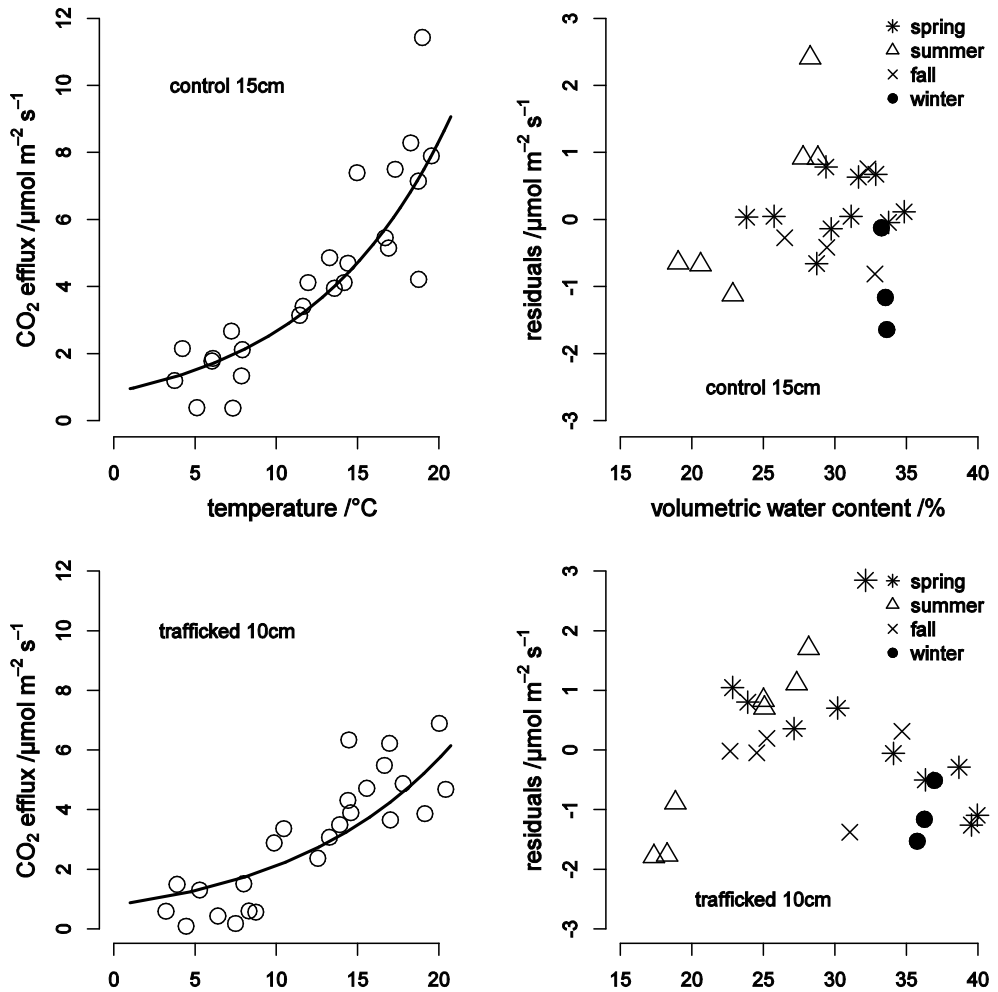 12
10
8
6
4
2
0
CO2 efflux /µmol m−2 s−1
control 15cm
0 5 10 15 20
temperature /°C
3
2
1
0
-1
-2
-3
residuals /µmol m−2 s−1
spring
summer
fall
winter
control 15cm
15 20 25 30 35 40
volumetric water content /%
12
10
8
6
4
2
0
CO2 efflux /µmol m−2 s−1
trafficked 10cm
0 5 10 15 20
3
2
1
0
-1
-2
-3
residuals /µmol m−2 s−1
spring
summer
fall
winter
trafficked 10cm
15 20 25 30 35 40